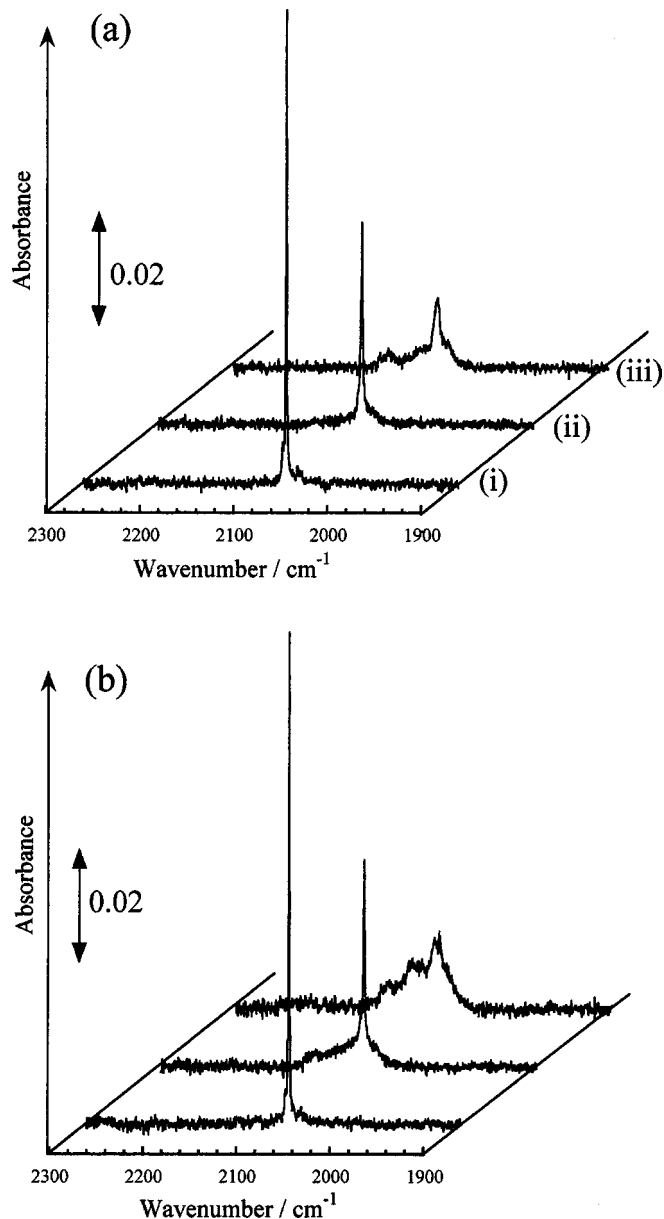 (a)
Absorbance
0.02
(iii)
(ii)
(i)
2300 2200 2100 2000 1900
Wavenumber / cm⁻¹
(b)
Absorbance
0.02
2300 2200 2100 2000 1900
Wavenumber / cm⁻¹